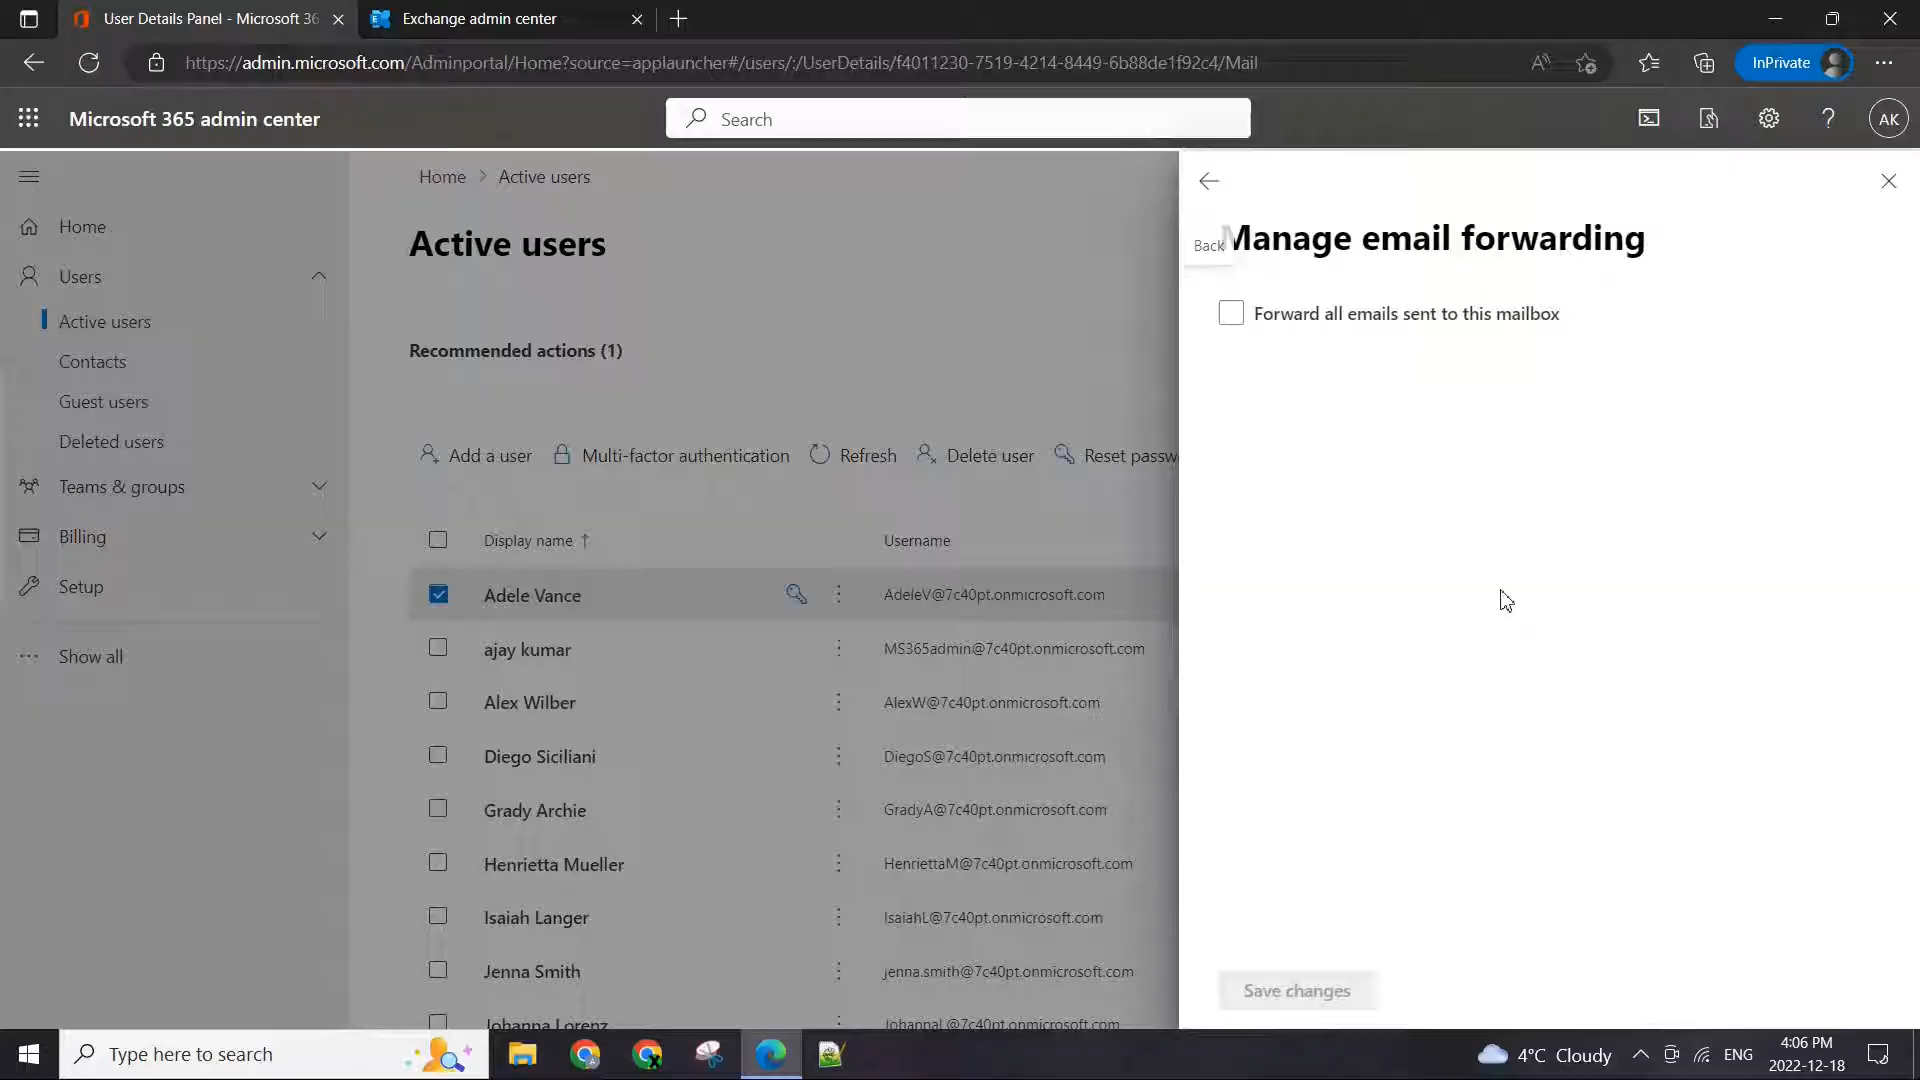 User Details Panel - Microsoft 36
Exchange admin center
https://admin.microsoft.com/Adminportal/Home?source=applauncher#/users/:/UserDetails/f4011230-7519-4214-8449-6b88de1f92c4/Mail
InPrivate
Microsoft 365 admin center
Search
AK
Home
Users
Active users
Contacts
Guest users
Deleted users
Teams & groups
Billing
Setup
Show all
Home > Active users
Active users
Recommended actions (1)
Add a user
Multi-factor authentication
Refresh
Delete user
Reset passw
Display name ↑
Username
Adele Vance
AdeleV@7c40pt.onmicrosoft.com
ajay kumar
MS365admin@7c40pt.onmicrosoft.com
Alex Wilber
AlexW@7c40pt.onmicrosoft.com
Diego Siciliani
DiegoS@7c40pt.onmicrosoft.com
Grady Archie
GradyA@7c40pt.onmicrosoft.com
Henrietta Mueller
HenriettaM@7c40pt.onmicrosoft.com
Isaiah Langer
IsaiahL@7c40pt.onmicrosoft.com
Jenna Smith
jenna.smith@7c40pt.onmicrosoft.com
Johanna Lorenz
JohannaL@7c40pt.onmicrosoft.com
Back
Manage email forwarding
Forward all emails sent to this mailbox
Save changes
Type here to search
4°C Cloudy
ENG
4:06 PM
2022-12-18